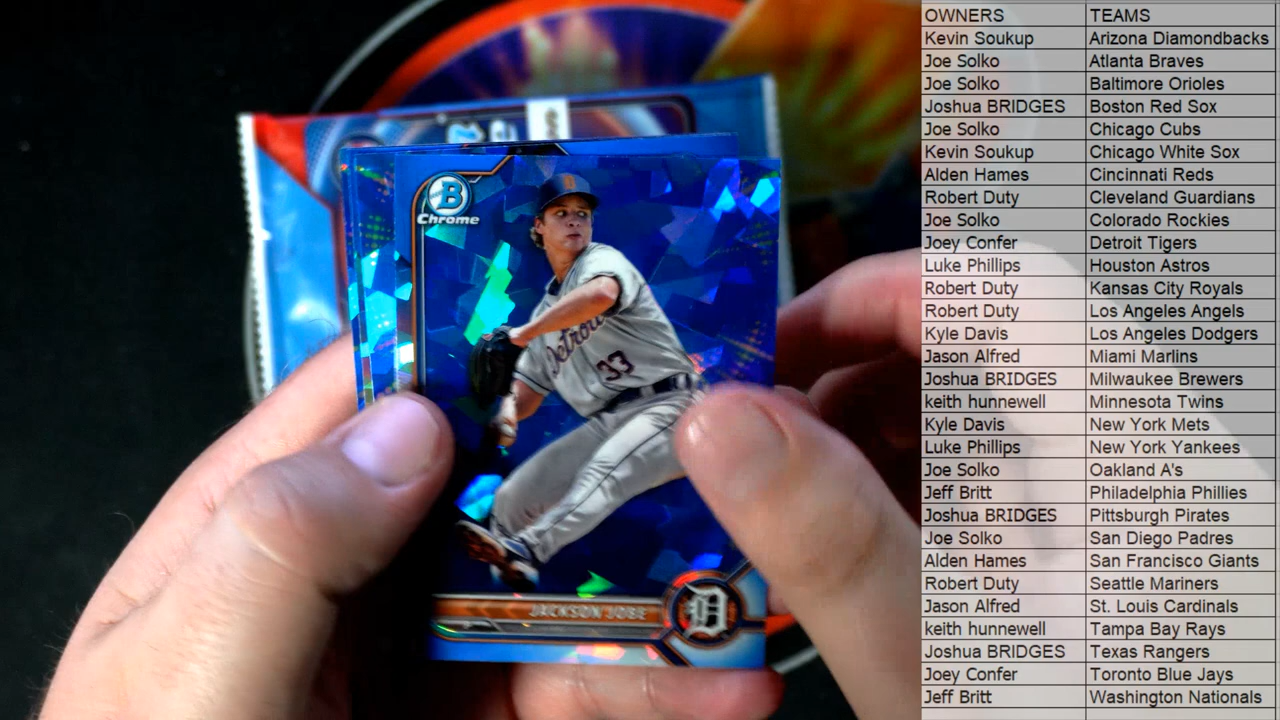 B
Chrome
D
Detroit
33
JACKSON JOBE
D
OWNERS TEAMS
Kevin Soukup Arizona Diamondbacks
Joe Solko Atlanta Braves
Joe Solko Baltimore Orioles
Joshua BRIDGES Boston Red Sox
Joe Solko Chicago Cubs
Kevin Soukup Chicago White Sox
Alden Hames Cincinnati Reds
Robert Duty Cleveland Guardians
Joe Solko Colorado Rockies
Joey Confer Detroit Tigers
Luke Phillips Houston Astros
Robert Duty Kansas City Royals
Robert Duty Los Angeles Angels
Kyle Davis Los Angeles Dodgers
Jason Alfred Miami Marlins
Joshua BRIDGES Milwaukee Brewers
keith hunnewell Minnesota Twins
Kyle Davis New York Mets
Luke Phillips New York Yankees
Joe Solko Oakland A's
Jeff Britt Philadelphia Phillies
Joshua BRIDGES Pittsburgh Pirates
Joe Solko San Diego Padres
Alden Hames San Francisco Giants
Robert Duty Seattle Mariners
Jason Alfred St. Louis Cardinals
keith hunnewell Tampa Bay Rays
Joshua BRIDGES Texas Rangers
Joey Confer Toronto Blue Jays
Jeff Britt Washington Nationals